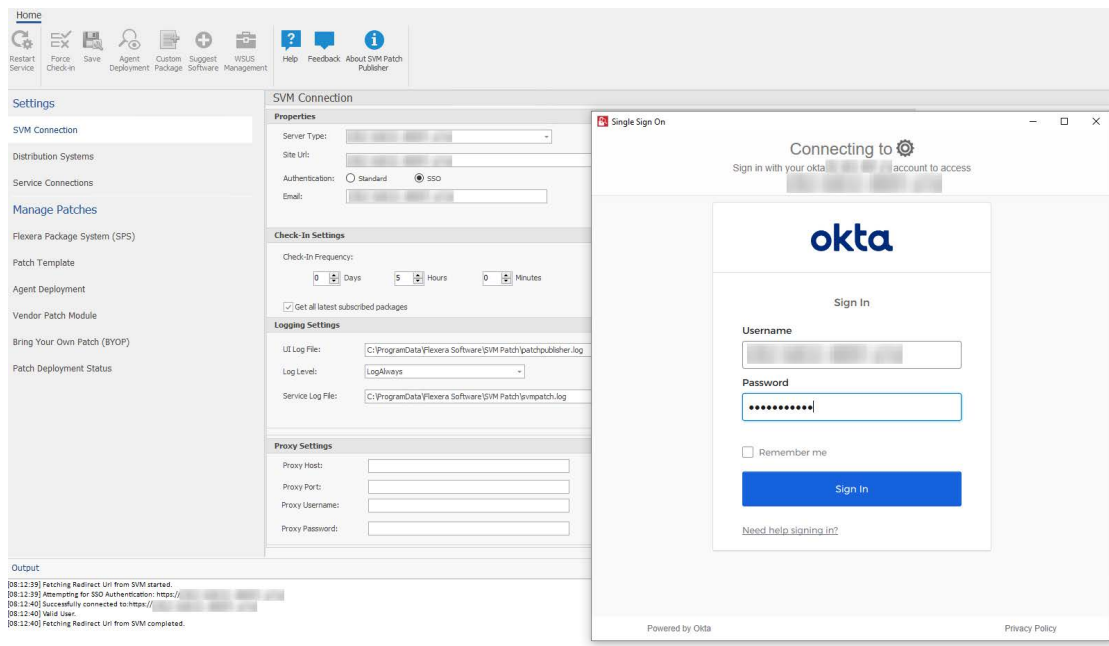 Home
Restart Service
Force Check-in
Save
Agent Deployment
Custom Package
Suggest Software
WSUS Management
Help
Feedback
About SVM Patch Publisher
Settings
SVM Connection
Distribution Systems
Service Connections
Manage Patches
Flexera Package System (SPS)
Patch Template
Agent Deployment
Vendor Patch Module
Bring Your Own Patch (BYOP)
Patch Deployment Status
SVM Connection
Properties
Server Type:
Site Url:
Authentication: Standard SSO
Email:
Check-In Settings
Check-In Frequency:
0 Days 5 Hours 0 Minutes
Get all latest subscribed packages
Logging Settings
UI Log File: C:\ProgramData\Flexera Software\SVM Patch\patchpublisher.log
Log Level: LogAlways
Service Log File: C:\ProgramData\Flexera Software\SVM Patch\svmpatch.log
Proxy Settings
Proxy Host:
Proxy Port:
Proxy Username:
Proxy Password:
Single Sign On
Connecting to
Sign in with your okta account to access
okta
Sign In
Username
Password
Remember me
Sign In
Need help signing in?
Powered by Okta Privacy Policy
Output
[08:12:39] Fetching Redirect Url from SVM started.
[08:12:39] Attempting for SSO Authentication: https://
[08:12:40] Successfully connected to:https://
[08:12:40] Valid User.
[08:12:40] Fetching Redirect Url from SVM completed.